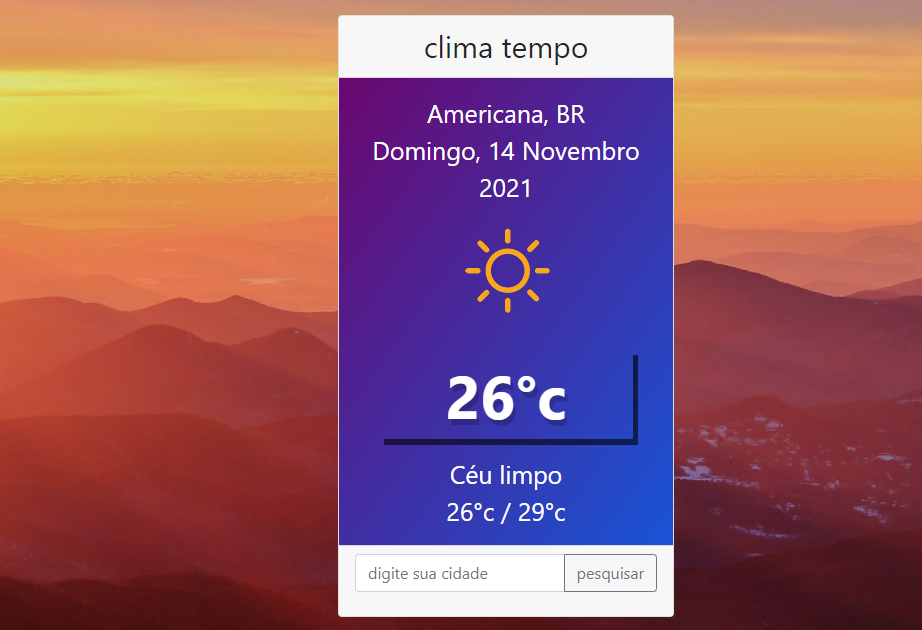 clima tempo
Americana, BR
Domingo, 14 Novembro
2021
26°c
Céu limpo
26°c / 29°c
digite sua cidade
pesquisar